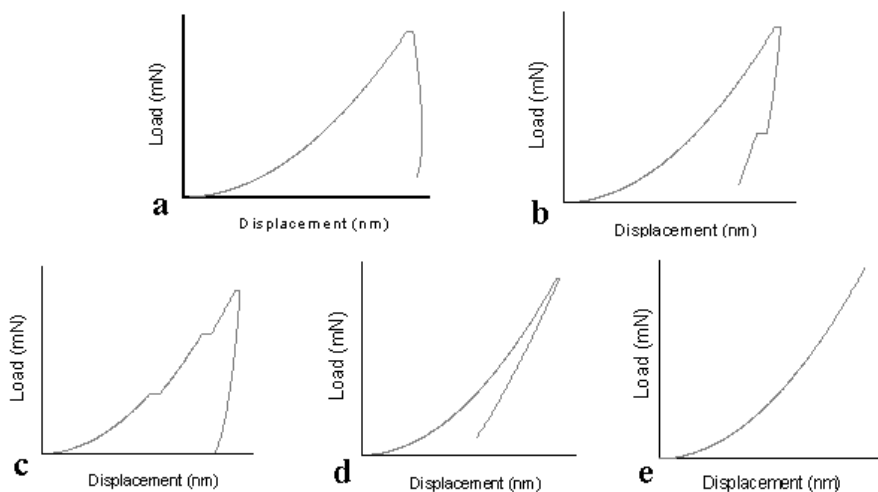 Load (mN)
a
Displacement (nm)
Load (mN)
b
Displacement (nm)
Load (mN)
c
Displacement (nm)
Load (mN)
d
Displacement (nm)
Load (mN)
e
Displacement (nm)